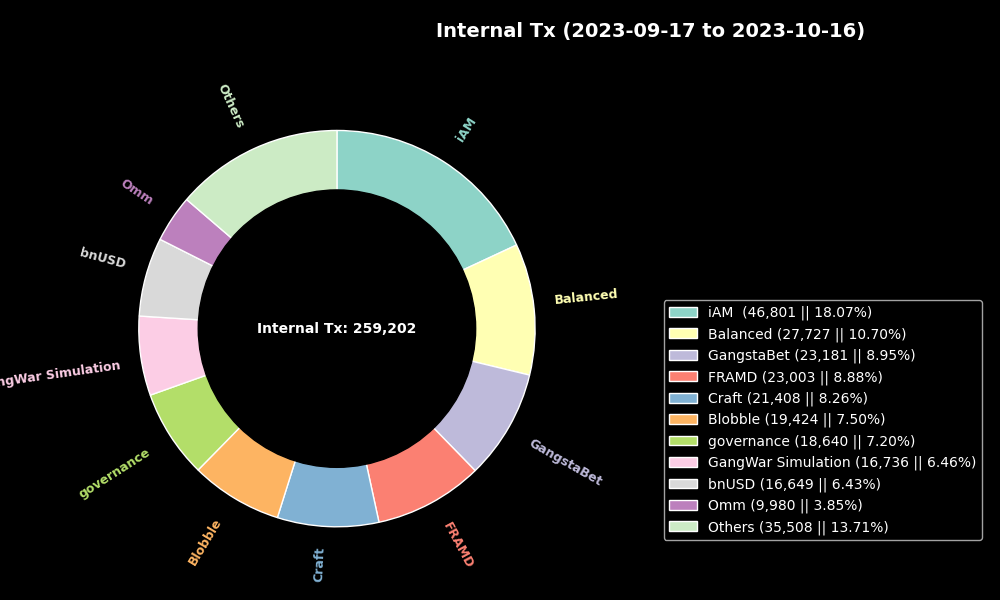 Internal Tx (2023-09-17 to 2023-10-16)
Others
iAM
Omm
bnUSD
Balanced
Internal Tx: 259,202
Simulation
governance
GangstaBet
Blobble
Craft
FRAMD
iAM (46,801 || 18.07%)
Balanced (27,727 || 10.70%)
GangstaBet (23,181 || 8.95%)
FRAMD (23,003 || 8.88%)
Craft (21,408 || 8.26%)
Blobble (19,424 || 7.50%)
governance (18,640 || 7.20%)
GangWar Simulation (16,736 || 6.46%)
bnUSD (16,649 || 6.43%)
Omm (9,980 || 3.85%)
Others (35,508 || 13.71%)